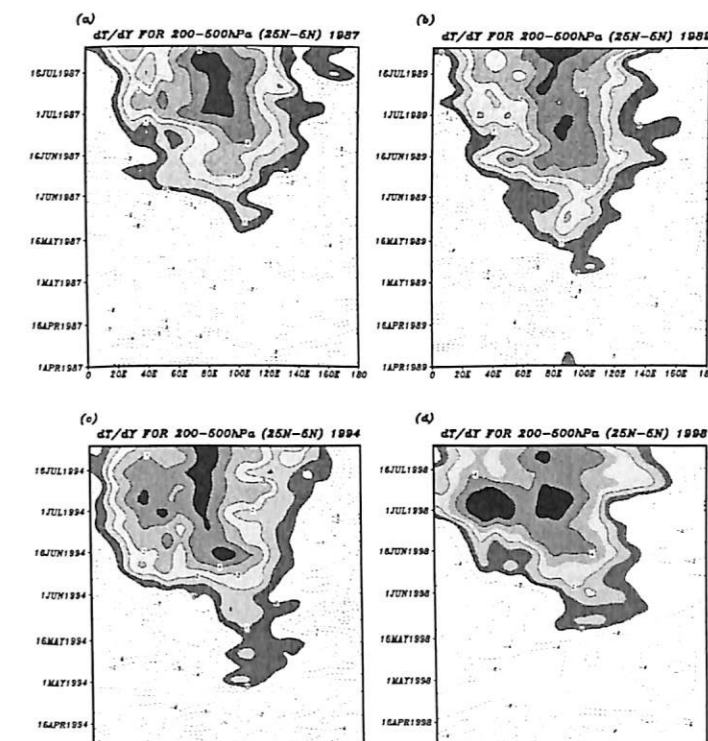 (a)
dT/dY FOR 200-500hPa (25N-5N) 1987
16JUL1987
1JUL1987
16JUN1987
1JUN1987
16MAY1987
1MAY1987
16APR1987
1APR1987
0 20E 40E 60E 80E 100E 120E 140E 160E 180
(b)
dT/dY FOR 200-500hPa (25N-5N) 1989
16JUL1989
1JUL1989
16JUN1989
1JUN1989
16MAY1989
1MAY1989
16APR1989
1APR1989
0 20E 40E 60E 80E 100E 120E 140E 160E 18
(c)
dT/dY FOR 200-500hPa (25N-5N) 1994
16JUL1994
1JUL1994
16JUN1994
1JUN1994
16MAY1994
1MAY1994
16APR1994
(d)
dT/dY FOR 200-500hPa (25N-5N) 1998
16JUL1998
1JUL1998
16JUN1998
1JUN1998
16MAY1998
1MAY1998
16APR1998